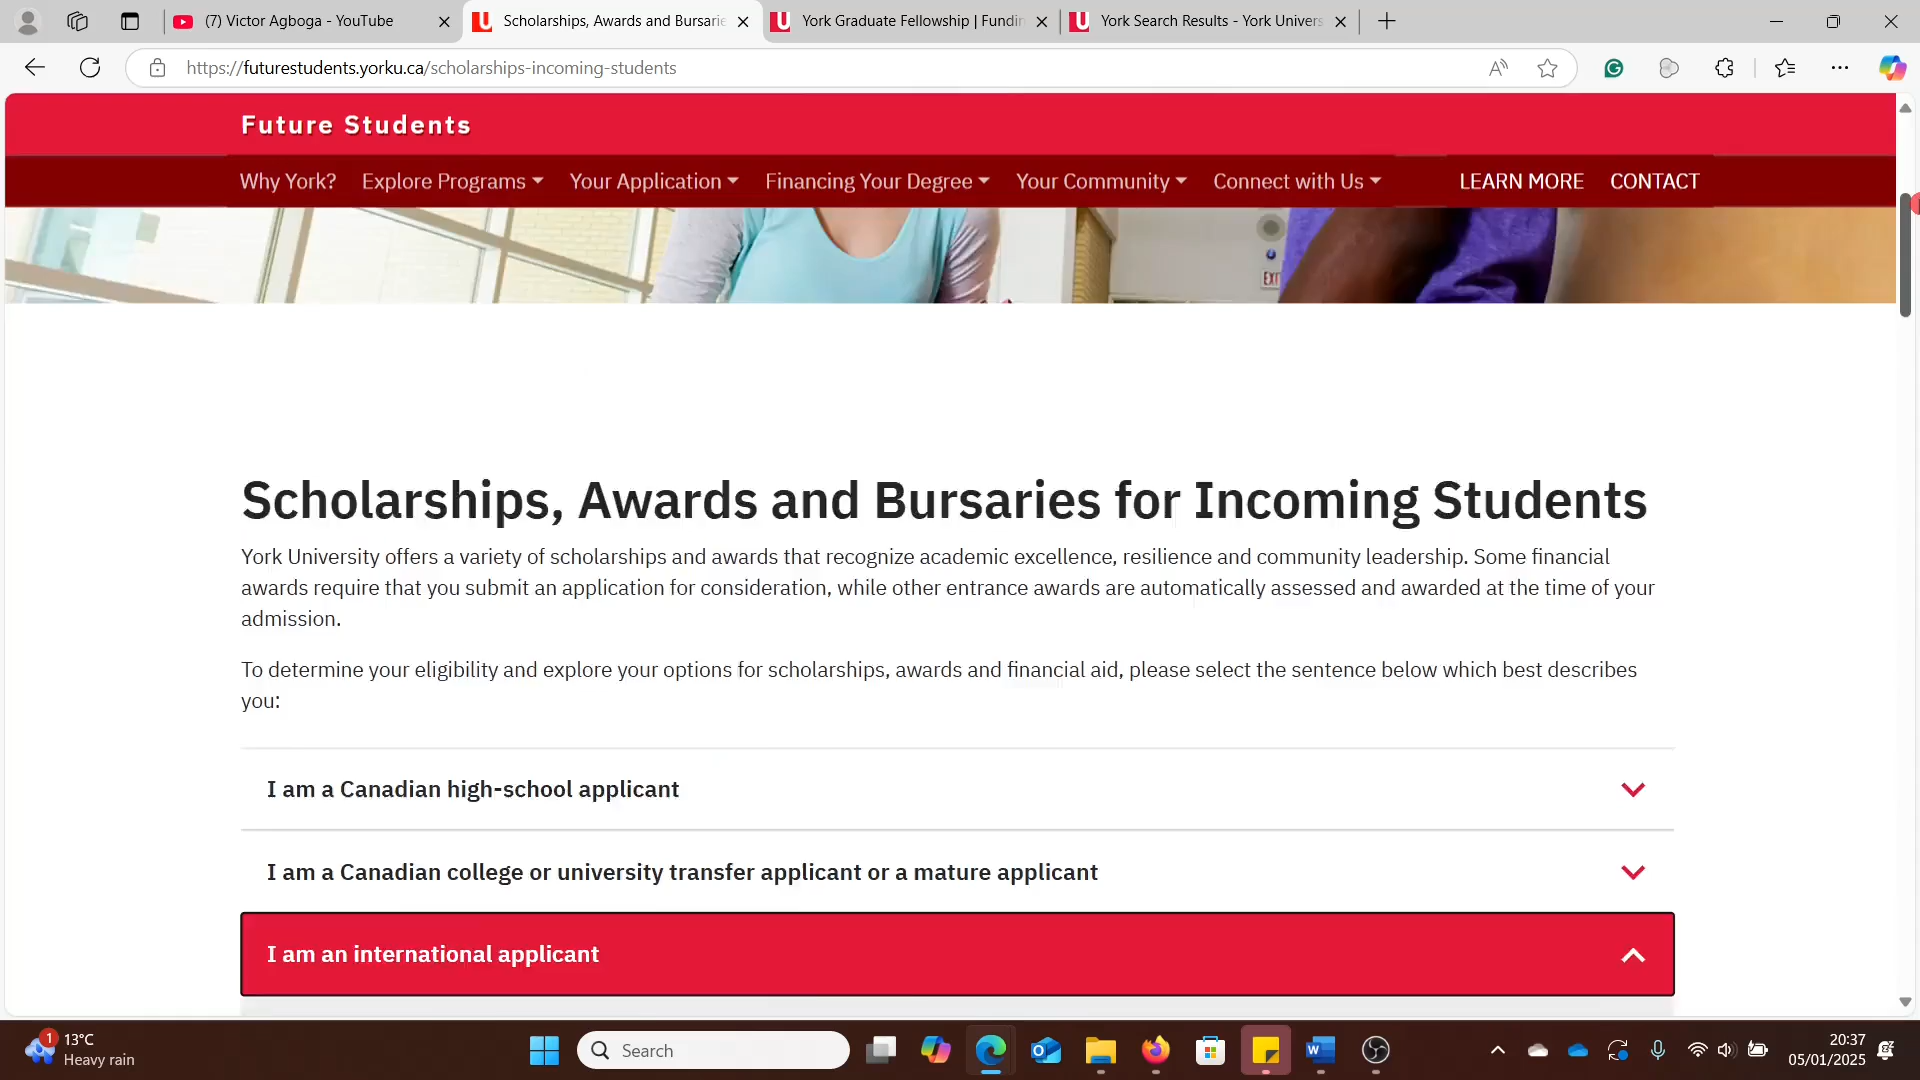 (7) Victor Agboga - YouTube
Scholarships, Awards and Bursarie
York Graduate Fellowship | Fundin
York Search Results - York Univers
https://futurestudents.yorku.ca/scholarships-incoming-students
Future Students
Why York? Explore Programs Your Application Financing Your Degree Your Community Connect with Us LEARN MORE CONTACT
EXIT
Scholarships, Awards and Bursaries for Incoming Students
York University offers a variety of scholarships and awards that recognize academic excellence, resilience and community leadership. Some financial
awards require that you submit an application for consideration, while other entrance awards are automatically assessed and awarded at the time of your
admission.
To determine your eligibility and explore your options for scholarships, awards and financial aid, please select the sentence below which best describes
you:
I am a Canadian high-school applicant
I am a Canadian college or university transfer applicant or a mature applicant
I am an international applicant
1 13°C
Heavy rain
Search
20:37
05/01/2025